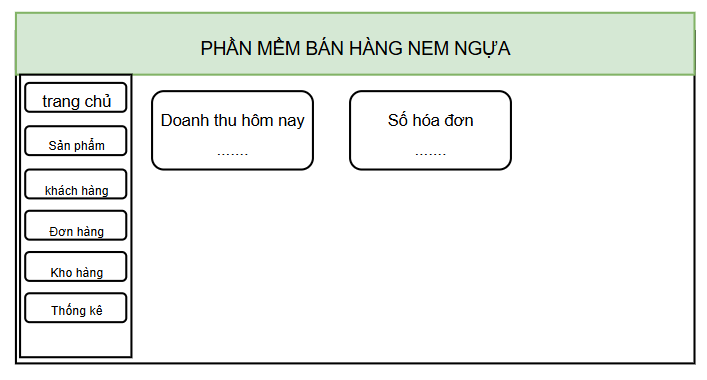 PHẦN MỀM BÁN HÀNG NEM NGỰA
trang chủ
Sản phẩm
khách hàng
Đơn hàng
Kho hàng
Thống kê
Doanh thu hôm nay
.......
Số hóa đơn
.......